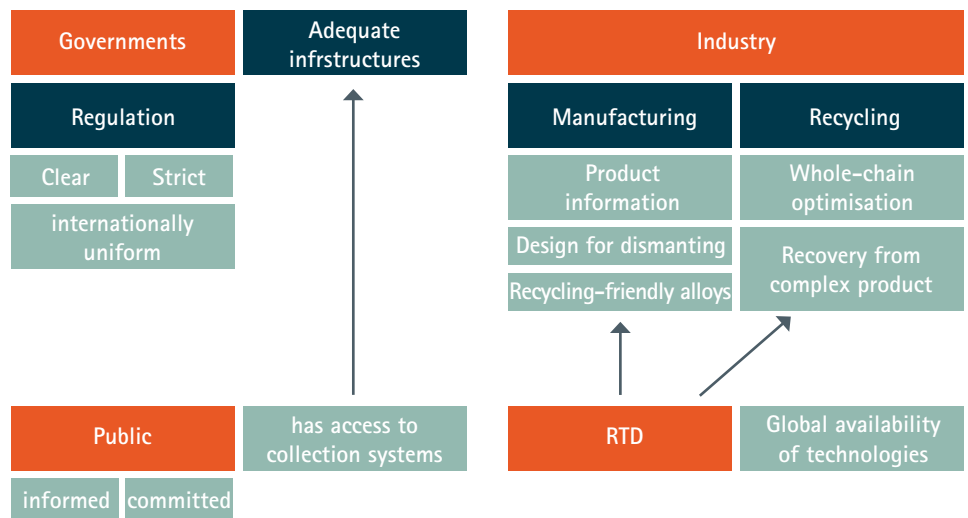 Governments
Adequate
infrstructures
Industry
Regulation
Manufacturing
Recycling
Clear
Strict
internationally
uniform
Product
information
Whole-chain
optimisation
Design for dismanting
Recycling-friendly alloys
Recovery from
complex product
Public
has access to
collection systems
RTD
Global availability
of technologies
informed
committed